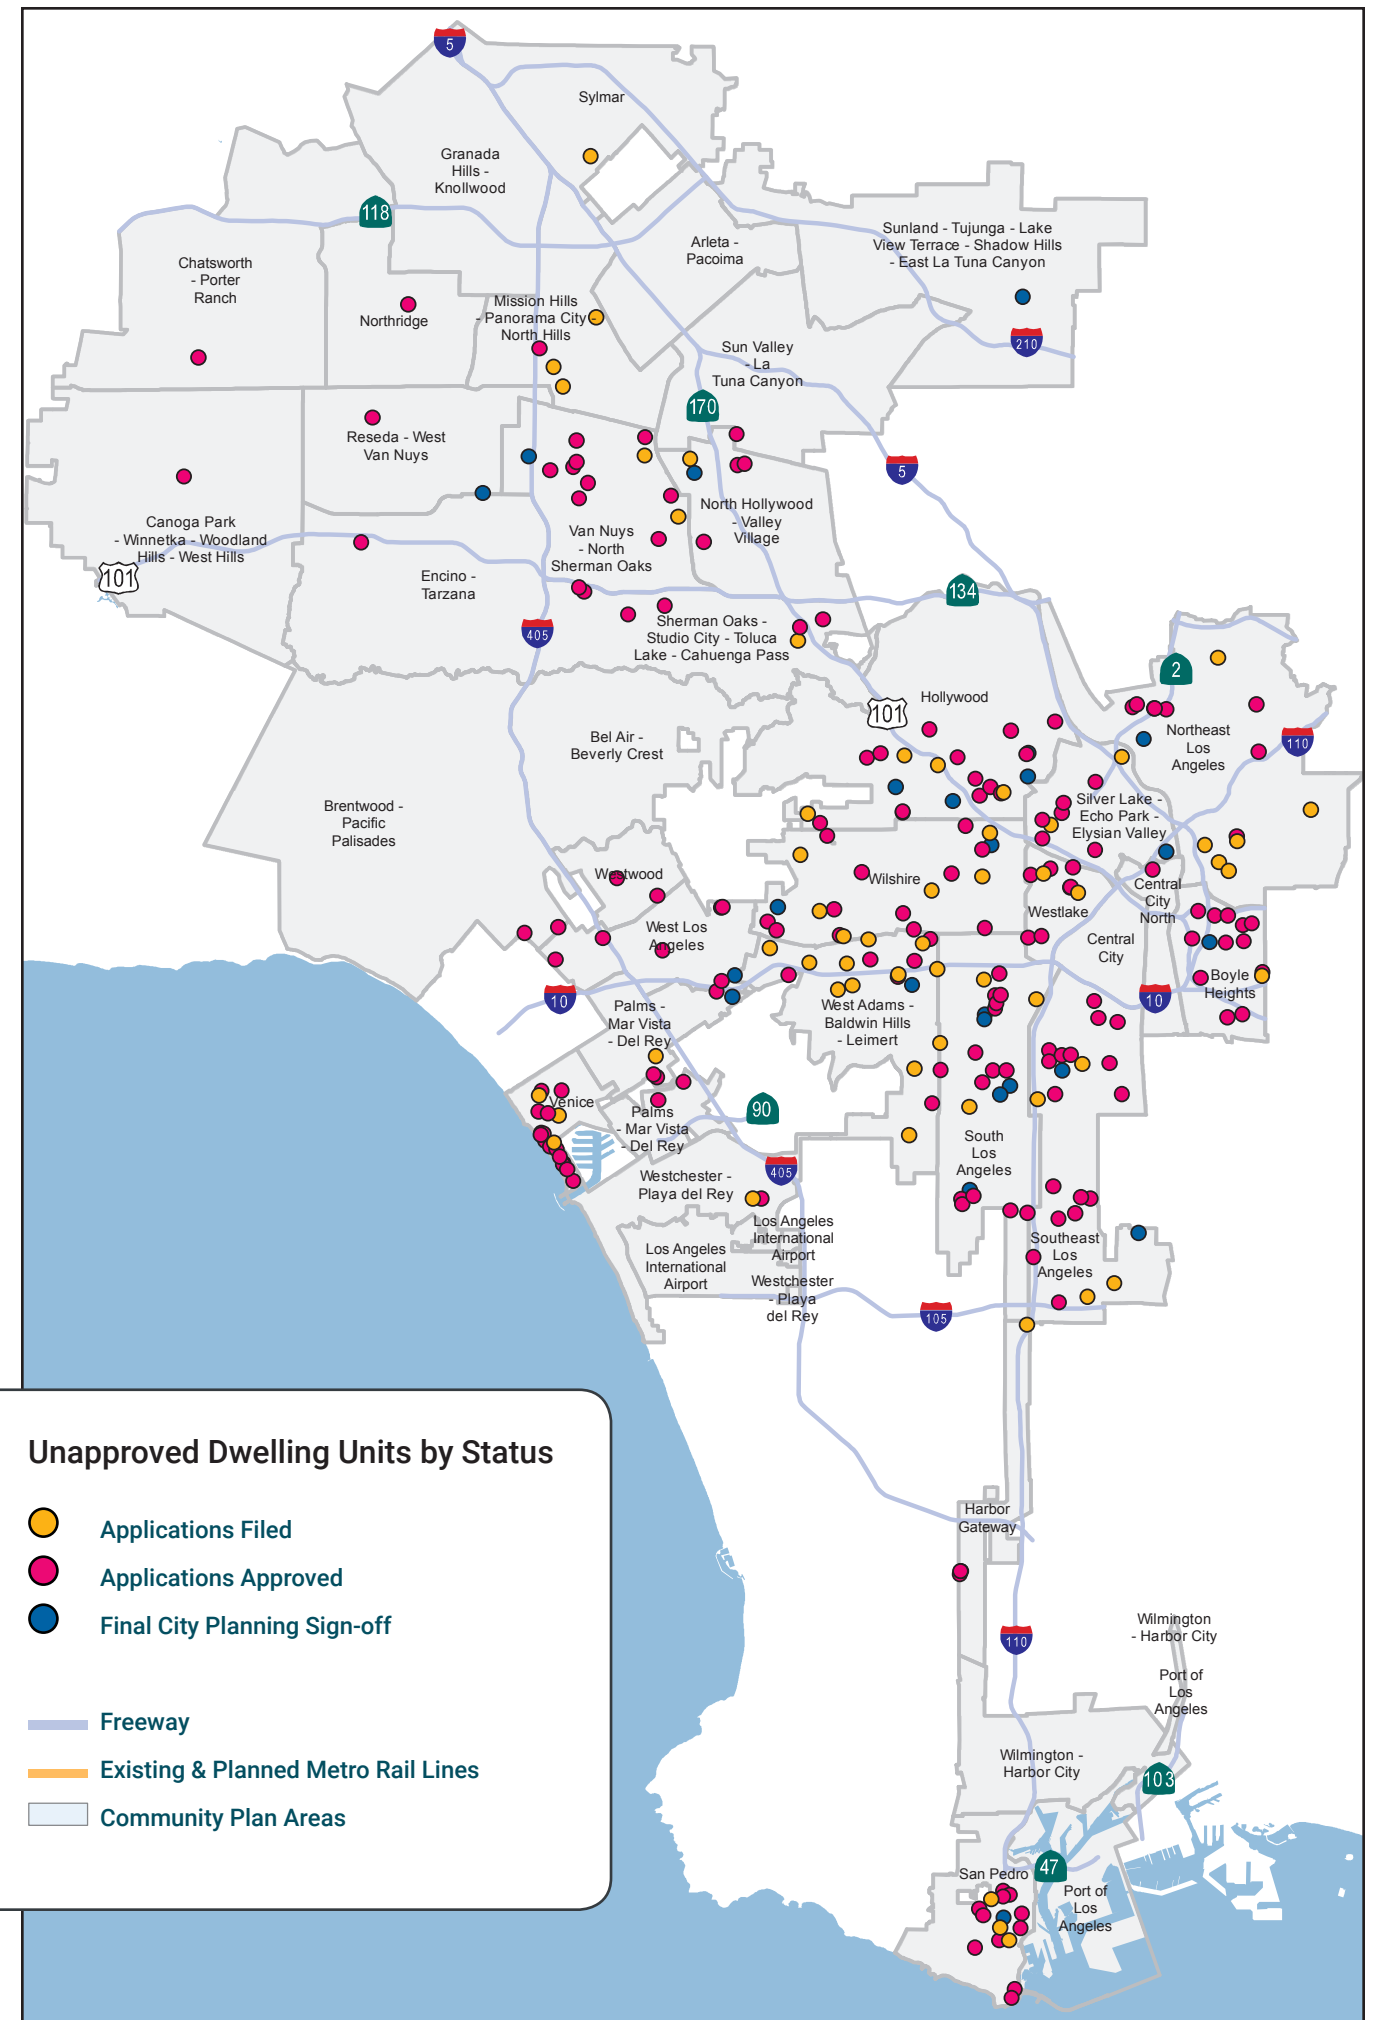 5
Sylmar
Granada
Hills -
Knollwood
118
Arleta -
Pacoima
Sunland - Tujunga - Lake
View Terrace - Shadow Hills
- East La Tuna Canyon
Chatsworth
- Porter
Ranch
Northridge
Mission Hills
- Panorama City -
North Hills
210
Sun Valley
- La
Tuna Canyon
170
Reseda - West
Van Nuys
5
Canoga Park
- Winnetka - Woodland
Hills - West Hills
101
North Hollywood
- Valley
Village
Van Nuys
- North
Sherman Oaks
Encino -
Tarzana
134
405
Sherman Oaks -
Studio City - Toluca
Lake - Cahuenga Pass
2
Hollywood
101
Bel Air -
Beverly Crest
Northeast
Los
Angeles
110
Brentwood -
Pacific
Palisades
Silver Lake -
Echo Park -
Elysian Valley
Westwood
Wilshire
Central
City
North
Westlake
West Los
Angeles
Central
City
Boyle
Heights
10
10
Palms -
Mar Vista
- Del Rey
West Adams -
Baldwin Hills
- Leimert
Venice
90
Palms
- Mar Vista
- Del Rey
South
Los
Angeles
405
Westchester -
Playa del Rey
Los Angeles
International
Airport
Los Angeles
International
Airport
Southeast
Los
Angeles
Westchester
- Playa
del Rey
105
Unapproved Dwelling Units by Status
Applications Filed
Applications Approved
Final City Planning Sign-off
Freeway
Existing & Planned Metro Rail Lines
Community Plan Areas
Harbor
Gateway
110
Wilmington
- Harbor City
Port of
Los
Angeles
Wilmington -
Harbor City
103
47
San Pedro
Port of
Los
Angeles